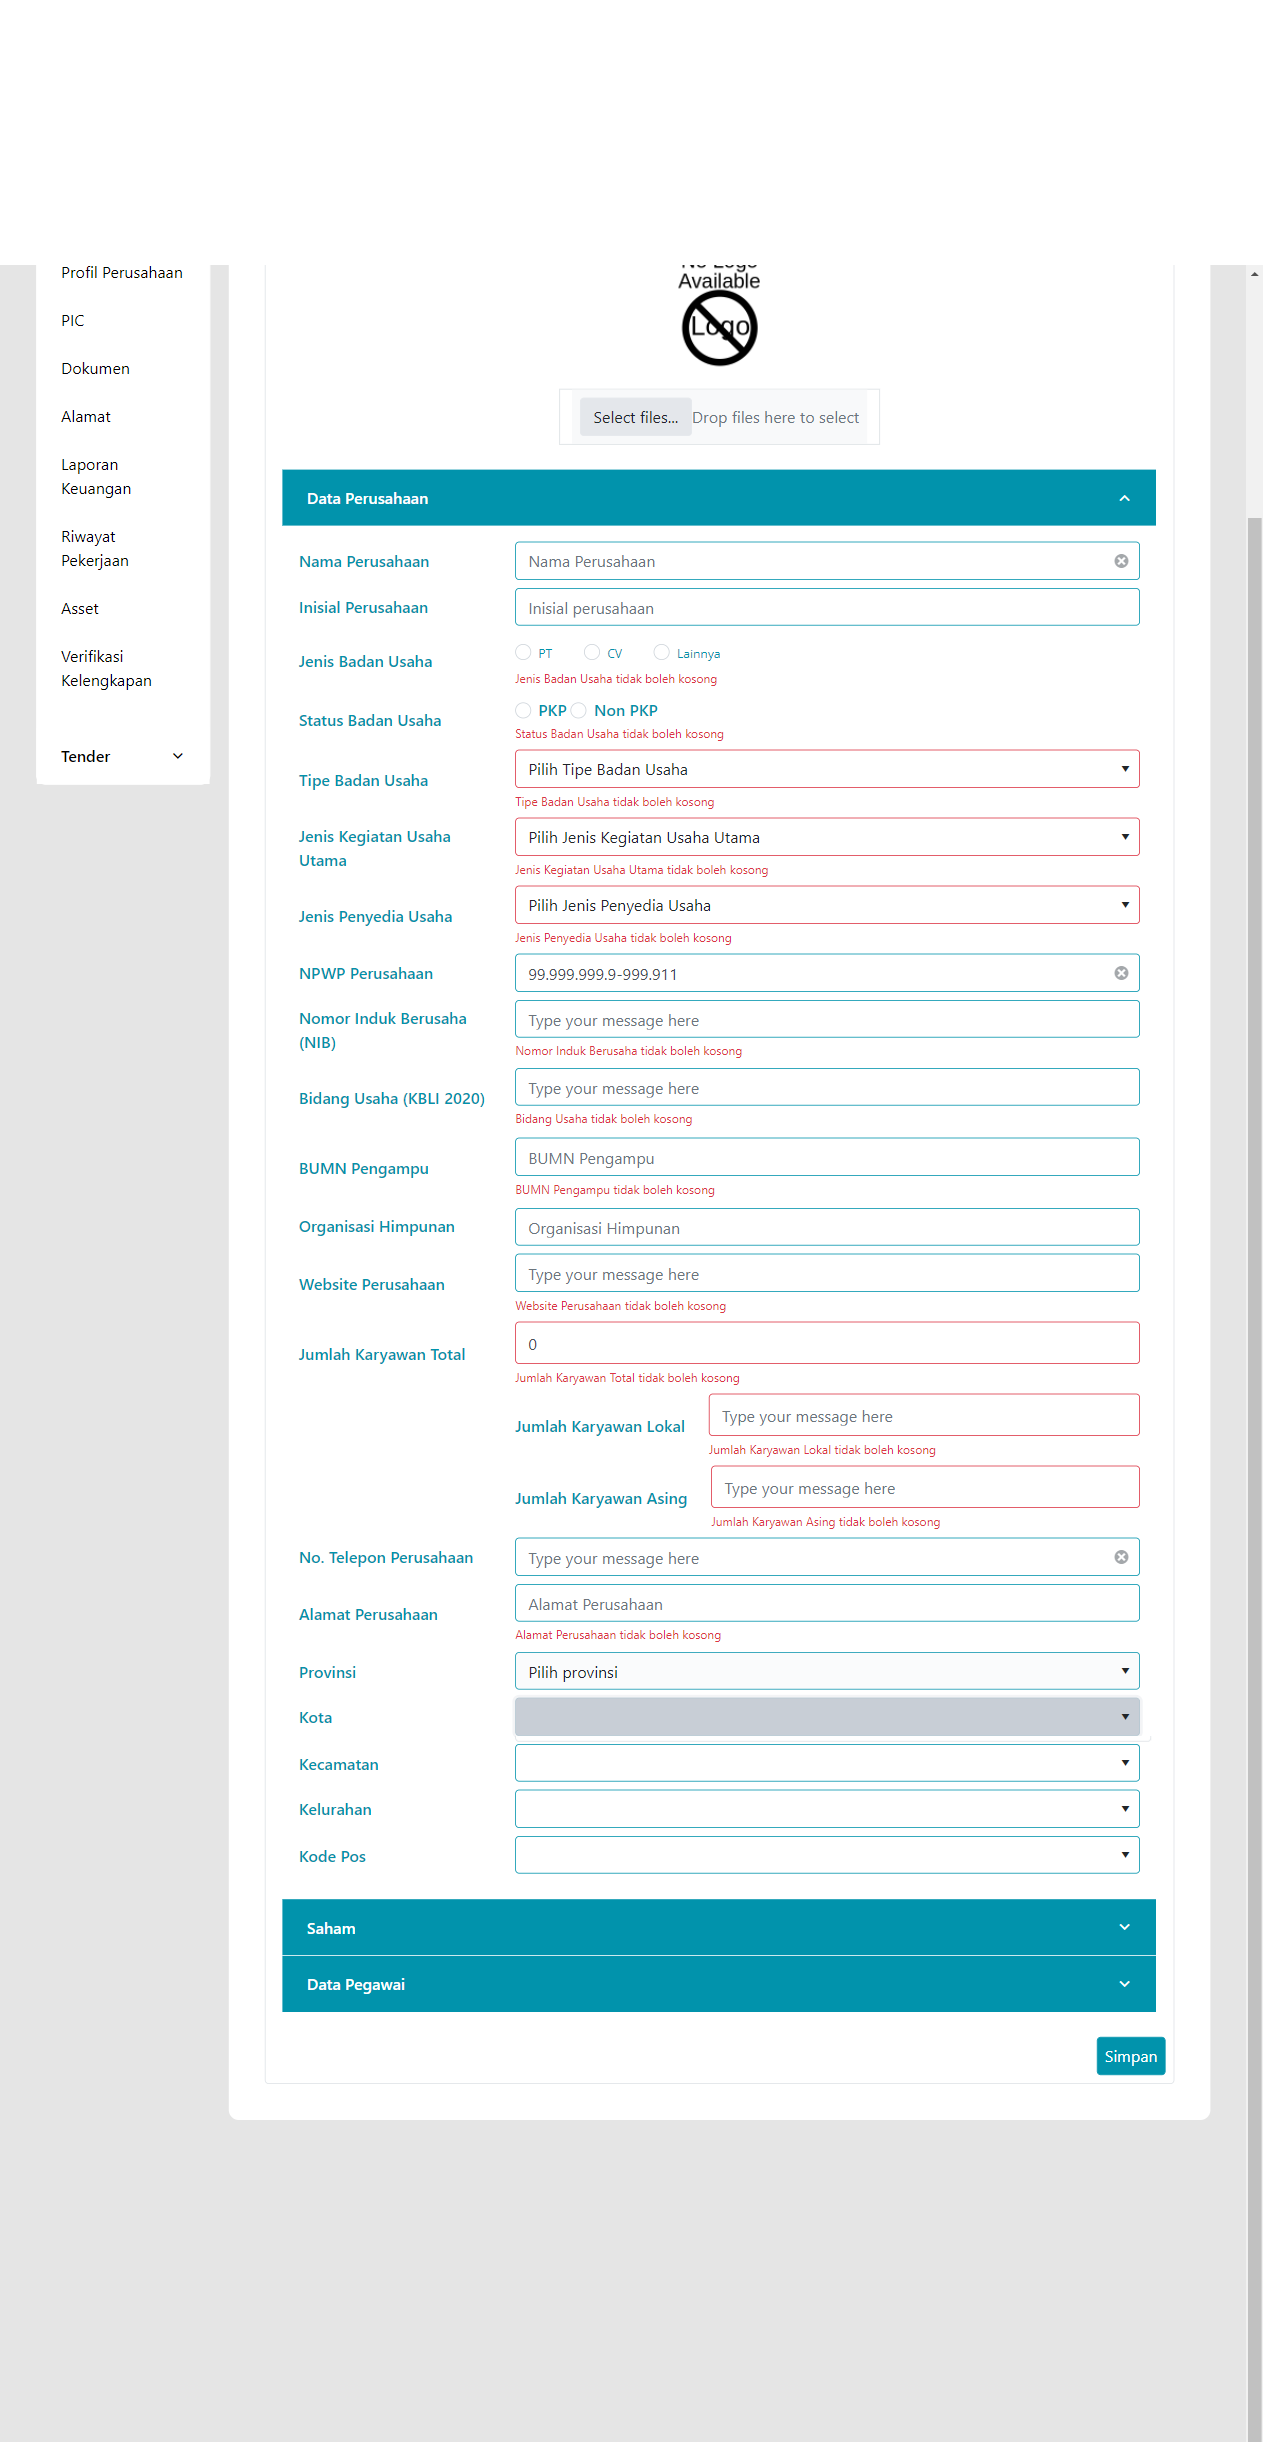 Profil Perusahaan
PIC
Dokumen
Alamat
Laporan
Keuangan
Riwayat
Pekerjaan
Asset
Verifikasi
Kelengkapan
Tender
No Logo
Available
Logo
Select files... Drop files here to select
Data Perusahaan
Nama Perusahaan Nama Perusahaan
Inisial Perusahaan Inisial perusahaan
Jenis Badan Usaha PT CV Lainnya
Jenis Badan Usaha tidak boleh kosong
Status Badan Usaha PKP Non PKP
Status Badan Usaha tidak boleh kosong
Tipe Badan Usaha Pilih Tipe Badan Usaha
Tipe Badan Usaha tidak boleh kosong
Jenis Kegiatan Usaha
Utama
Pilih Jenis Kegiatan Usaha Utama
Jenis Kegiatan Usaha Utama tidak boleh kosong
Jenis Penyedia Usaha Pilih Jenis Penyedia Usaha
Jenis Penyedia Usaha tidak boleh kosong
NPWP Perusahaan 99.999.999.9-999.911
Nomor Induk Berusaha
(NIB)
Type your message here
Nomor Induk Berusaha tidak boleh kosong
Bidang Usaha (KBLI 2020) Type your message here
Bidang Usaha tidak boleh kosong
BUMN Pengampu BUMN Pengampu
BUMN Pengampu tidak boleh kosong
Organisasi Himpunan Organisasi Himpunan
Website Perusahaan Type your message here
Website Perusahaan tidak boleh kosong
Jumlah Karyawan Total 0
Jumlah Karyawan Total tidak boleh kosong
Jumlah Karyawan Lokal Type your message here
Jumlah Karyawan Lokal tidak boleh kosong
Jumlah Karyawan Asing Type your message here
Jumlah Karyawan Asing tidak boleh kosong
No. Telepon Perusahaan Type your message here
Alamat Perusahaan Alamat Perusahaan
Alamat Perusahaan tidak boleh kosong
Provinsi Pilih provinsi
Kota
Kecamatan
Kelurahan
Kode Pos
Saham
Data Pegawai
Simpan